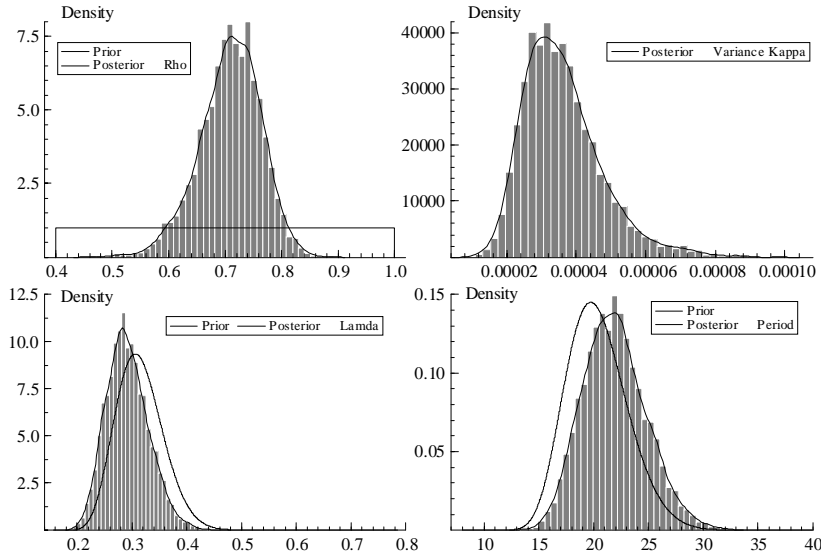 Density
7.5
5.0
2.5
Prior
Posterior Rho
0.4 0.5 0.6 0.7 0.8 0.9 1.0
Density
40000
30000
20000
10000
Posterior Variance Kappa
0.00002 0.00004 0.00006 0.00008 0.00010
Density
12.5
10.0
7.5
5.0
2.5
Prior Posterior Lamda
0.2 0.3 0.4 0.5 0.6 0.7 0.8
Density
0.15
0.10
0.05
Prior
Posterior Period
10 15 20 25 30 35 40